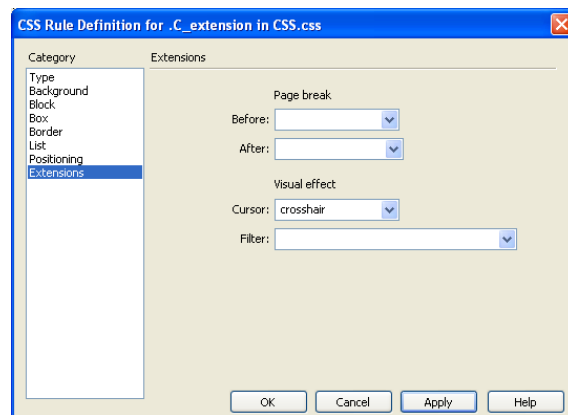 CSS Rule Definition for .C_extension in CSS.css
Category
Extensions
Type
Background
Block
Box
Border
List
Positioning
Extensions
Page break
Before:
After:
Visual effect
Cursor: crosshair
Filter:
OK Cancel Apply Help